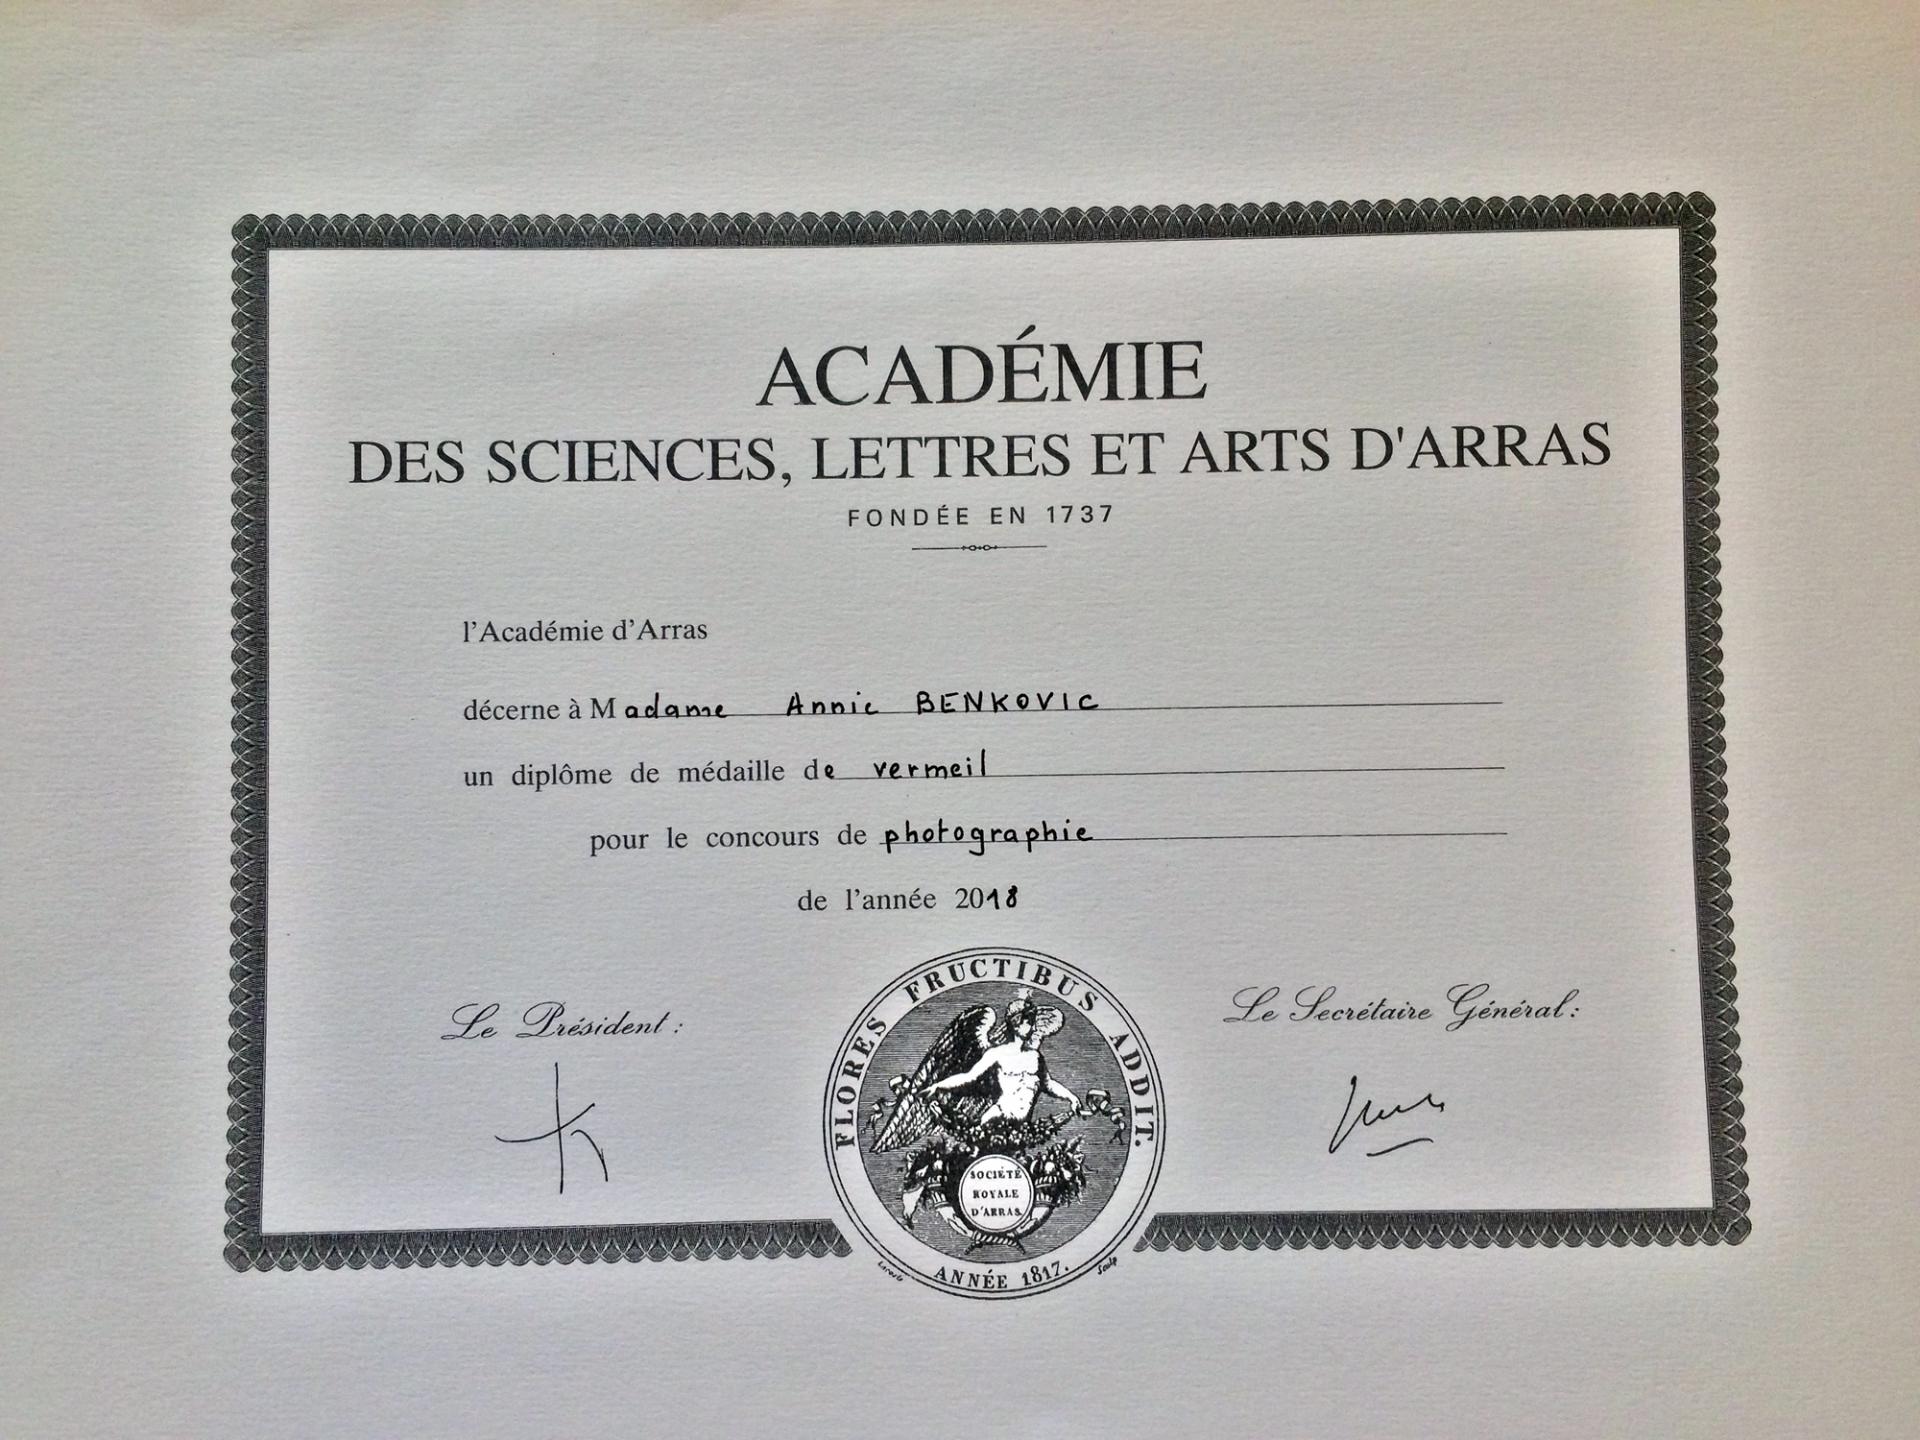 ACADÉMIE
DES SCIENCES, LETTRES ET ARTS D'ARRAS
FONDÉE EN 1737
l'Académie d'Arras
décerne à Madame Annie BENKOVIC
un diplôme de médaille de vermeil
pour le concours de photographie
de l'année 2018
Le Président :
Le Secrétaire Général :
FLORES FRUCTIBUS ADDIT.
SOCIÉTÉ
ROYALE
D'ARRAS
ANNÉE 1817.
Sculp